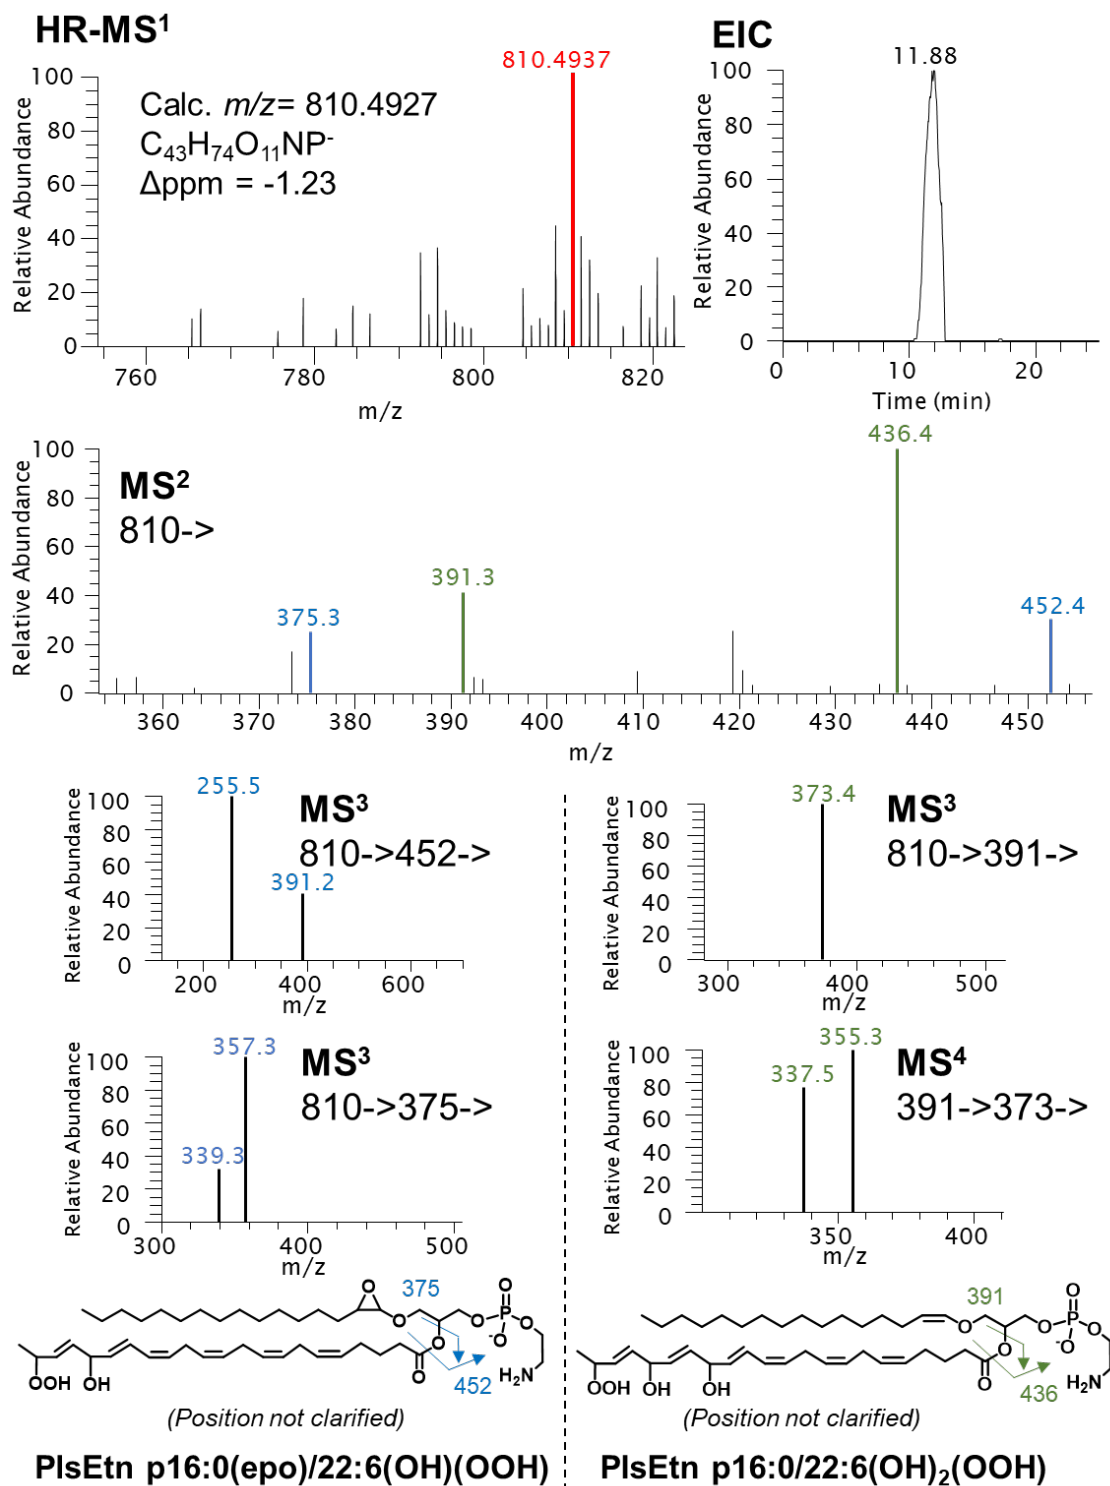 HR-MS¹
810.4937
Calc. m/z= 810.4927
C₄₃H₇₄O₁₁NP⁻
Δppm = -1.23
Relative Abundance
100
80
60
40
20
0
760
780
800
820
m/z
EIC
11.88
Relative Abundance
100
80
60
40
20
0
0
10
20
Time (min)
MS²
810->
436.4
391.3
375.3
452.4
Relative Abundance
100
80
60
40
20
0
360
370
380
390
400
410
420
430
440
450
m/z
MS³
810->452->
255.5
391.2
Relative Abundance
100
80
60
40
20
0
200
400
600
m/z
MS³
810->391->
373.4
Relative Abundance
100
80
60
40
20
0
300
400
500
m/z
MS³
810->375->
357.3
339.3
Relative Abundance
100
80
60
40
20
0
300
400
500
m/z
MS⁴
391->373->
355.3
337.5
Relative Abundance
100
80
60
40
20
0
350
400
m/z
O
375
O
O
O
P
⁻O
O
O
O
452
H₂N
OOH
OH
(Position not clarified)
PlsEtn p16:0(epo)/22:6(OH)(OOH)
391
O
O
O
P
⁻O
O
O
O
436
H₂N
OOH
OH
OH
(Position not clarified)
PlsEtn p16:0/22:6(OH)₂(OOH)